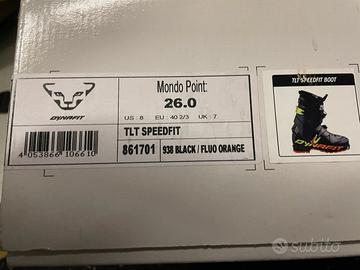 DYNAFIT
4 053866 106610
Mondo Point:
26.0
US : 8 EU : 40 2/3 UK : 7
TLT SPEEDFIT
861701 938 BLACK / FLUO ORANGE
TLT SPEEDFIT BOOT
DYNAFIT
subito